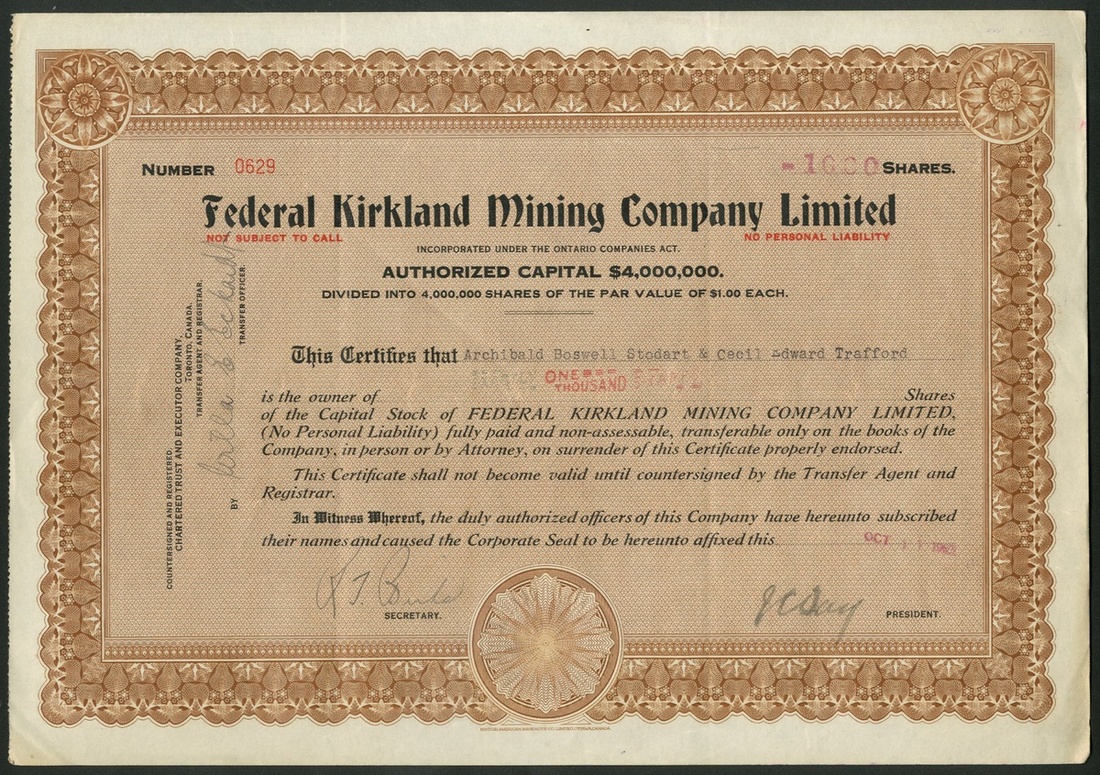 NUMBER 0629
-1000 SHARES.
Federal Kirkland Mining Company Limited
NOT SUBJECT TO CALL
NO PERSONAL LIABILITY
INCORPORATED UNDER THE ONTARIO COMPANIES ACT.
AUTHORIZED CAPITAL $4,000,000.
DIVIDED INTO 4,000,000 SHARES OF THE PAR VALUE OF $1.00 EACH.
This Certifies that Archibald Boswell Stodart & Cecil Edward Trafford
ONE
THOUSAND
is the owner of Shares
of the Capital Stock of FEDERAL KIRKLAND MINING COMPANY LIMITED,
(No Personal Liability) fully paid and non-assessable, transferable only on the books of the
Company, in person or by Attorney, on surrender of this Certificate properly endorsed.
This Certificate shall not become valid until countersigned by the Transfer Agent and
Registrar.
In Witness Whereof, the duly authorized officers of this Company have hereunto subscribed
their names and caused the Corporate Seal to be hereunto affixed this OCT
SECRETARY.
PRESIDENT.
COUNTERSIGNED AND REGISTERED.
CHARTERED TRUST AND EXECUTOR COMPANY,
TORONTO, CANADA.
TRANSFER AGENT AND REGISTRAR.
BY
TRANSFER OFFICER.